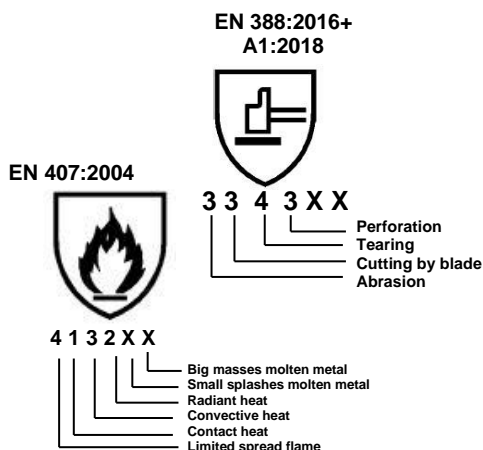 EN 388:2016+
A1:2018
EN 407:2004
3 3 4 3 X X
Perforation
Tearing
Cutting by blade
Abrasion
4 1 3 2 X X
Big masses molten metal
Small splashes molten metal
Radiant heat
Convective heat
Contact heat
Limited spread flame